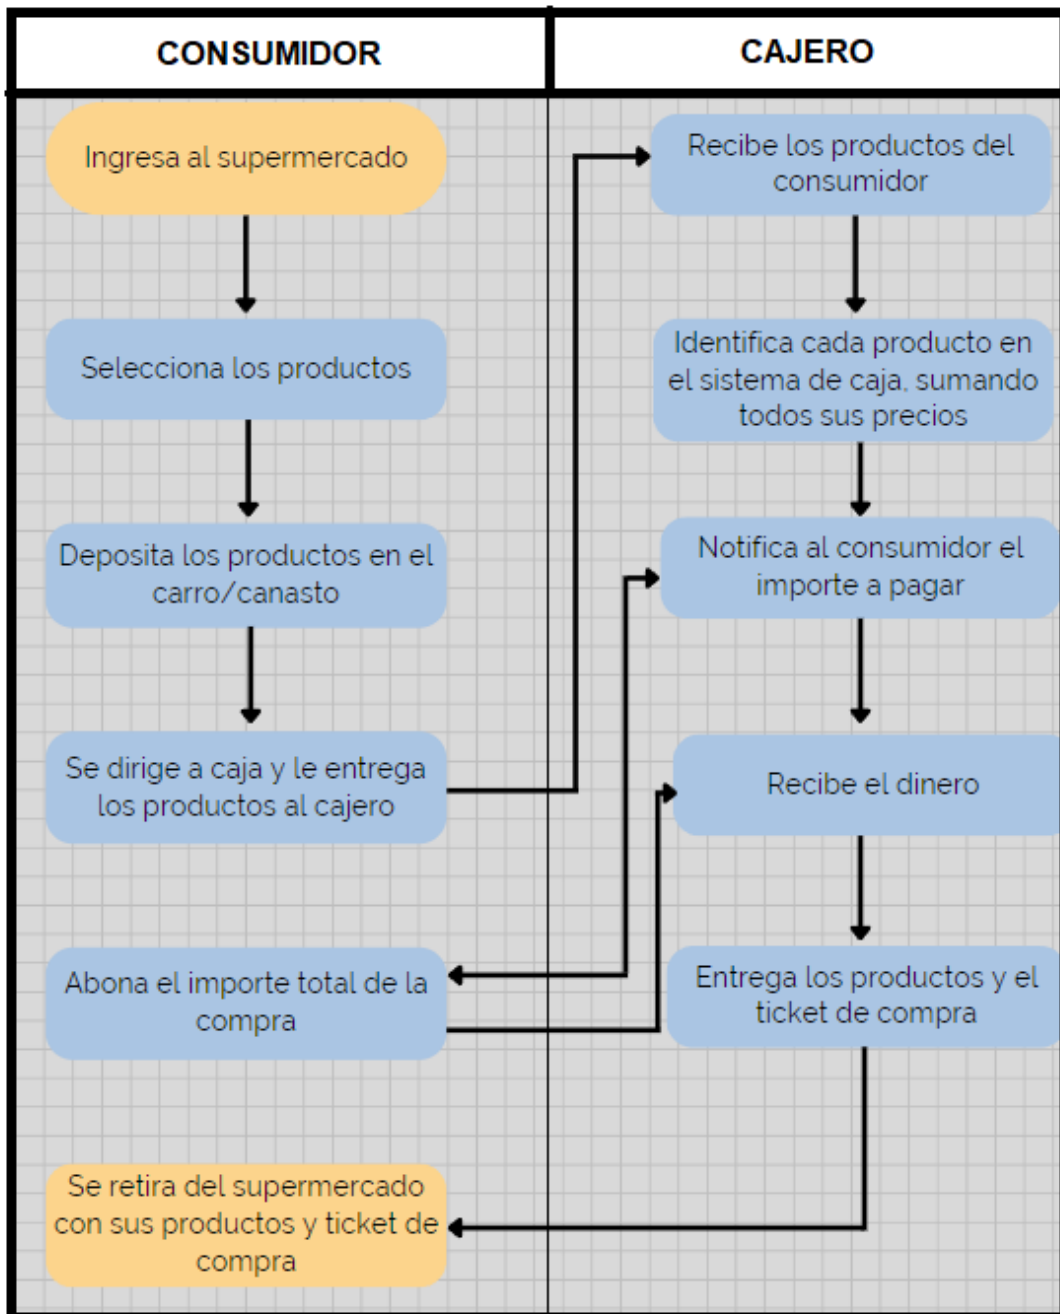 CONSUMIDOR
CAJERO
Ingresa al supermercado
Selecciona los productos
Deposita los productos en el
carro/canasto
Se dirige a caja y le entrega
los productos al cajero
Abona el importe total de la
compra
Se retira del supermercado
con sus productos y ticket de
compra
Recibe los productos del
consumidor
Identifica cada producto en
el sistema de caja, sumando
todos sus precios
Notifica al consumidor el
importe a pagar
Recibe el dinero
Entrega los productos y el
ticket de compra